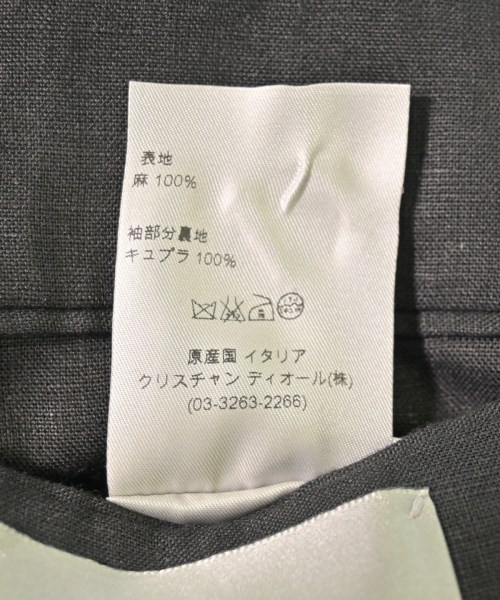 表地
麻 100%
袖部分裏地
キュプラ 100%
原産国 イタリア
クリスチャン ディオール(株)
(03-3263-2266)